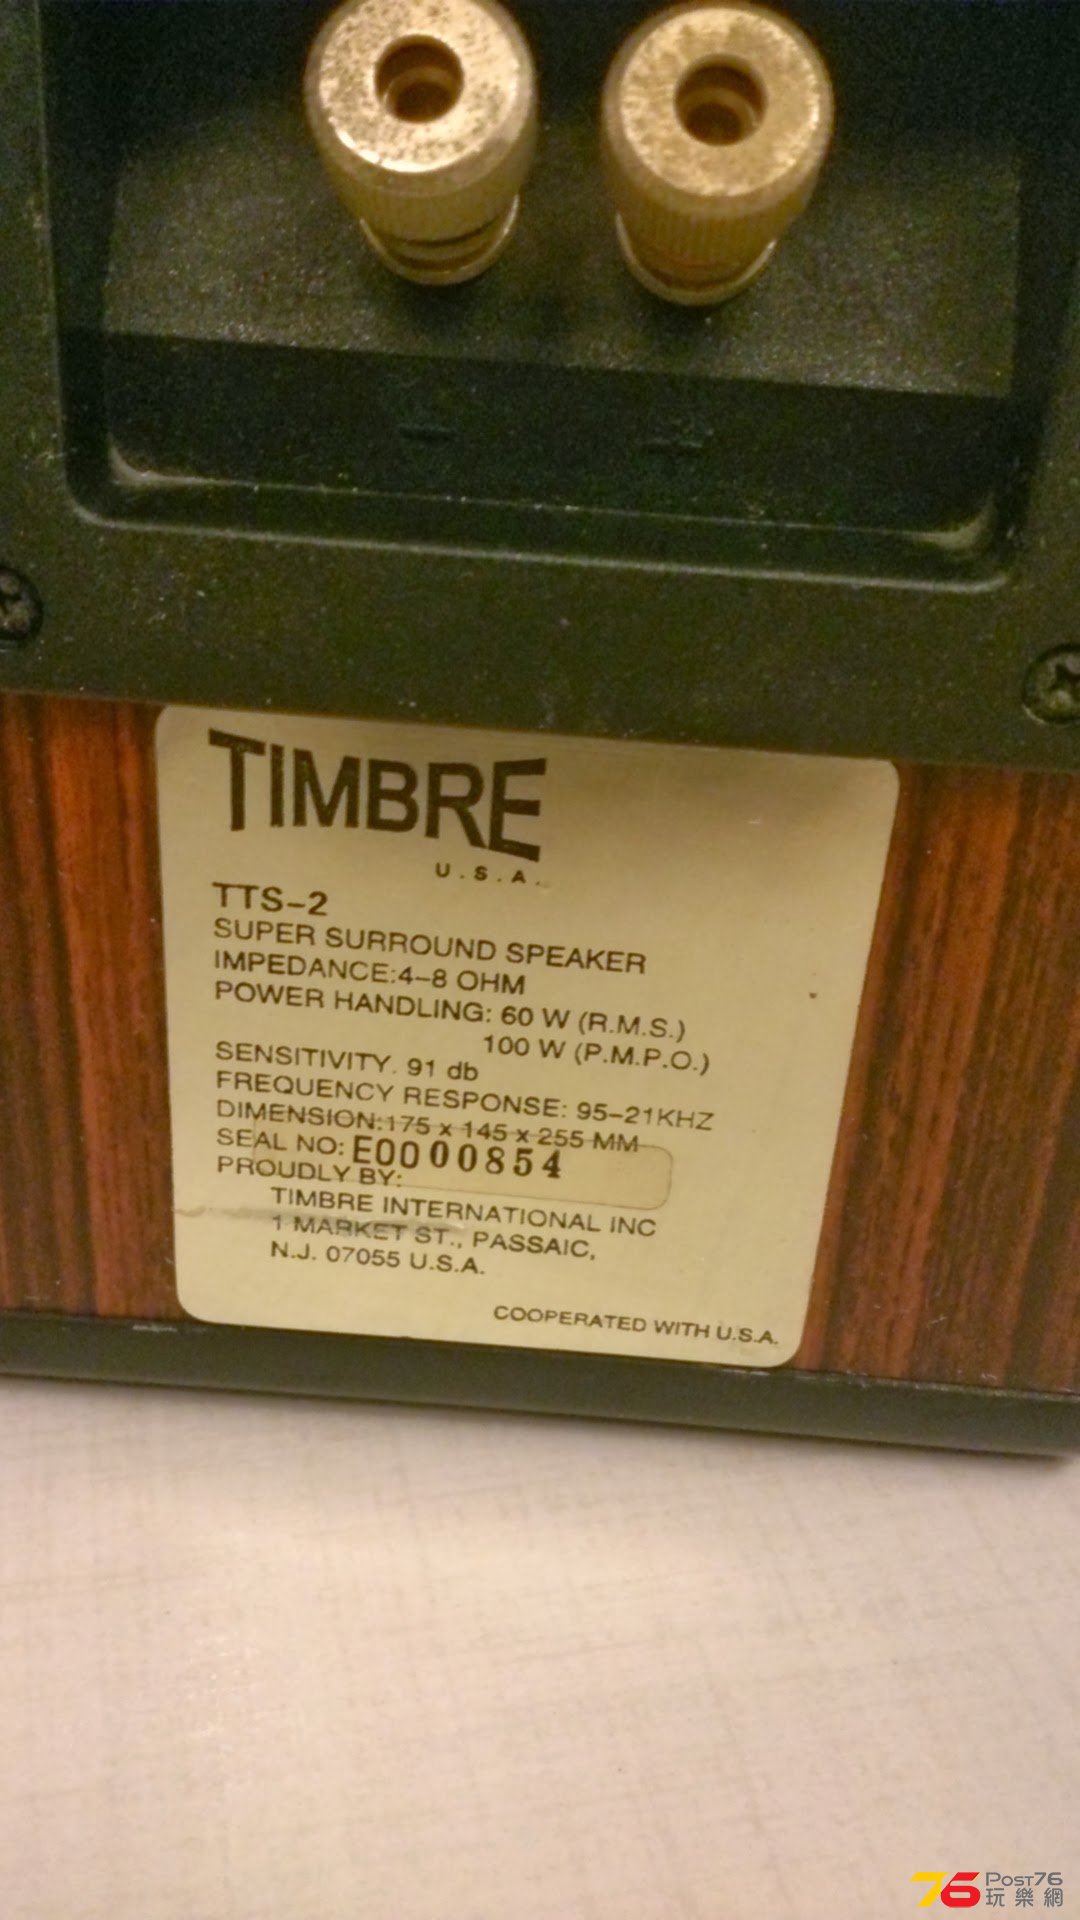 TIMBRE
U.S.A.
TTS-2
SUPER SURROUND SPEAKER
IMPEDANCE:4-8 OHM
POWER HANDLING: 60 W (R.M.S.)
100 W (P.M.P.O.)
SENSITIVITY. 91 db
FREQUENCY RESPONSE: 95-21KHZ
DIMENSION:175 x 145 x 255 MM
SEAL NO: E0000854
PROUDLY BY:
TIMBRE INTERNATIONAL INC
1 MARKET ST., PASSAIC,
N.J. 07055 U.S.A.
COOPERATED WITH U.S.A.
76 POST76
玩樂網